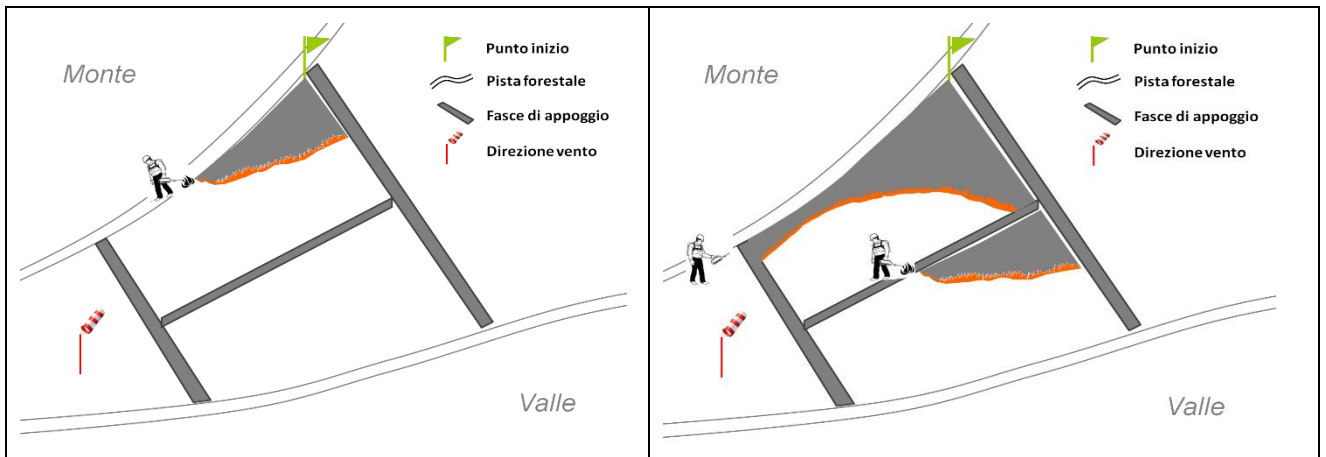 Monte
Punto inizio
Pista forestale
Fasce di appoggio
Direzione vento
Valle
Monte
Punto inizio
Pista forestale
Fasce di appoggio
Direzione vento
Valle